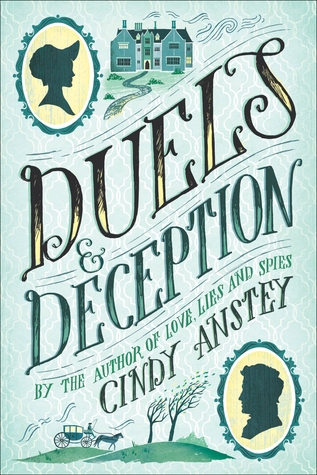 DUELS
&
DECEPTION
BY THE AUTHOR OF LOVE, LIES AND SPIES
CINDY ANSTEY